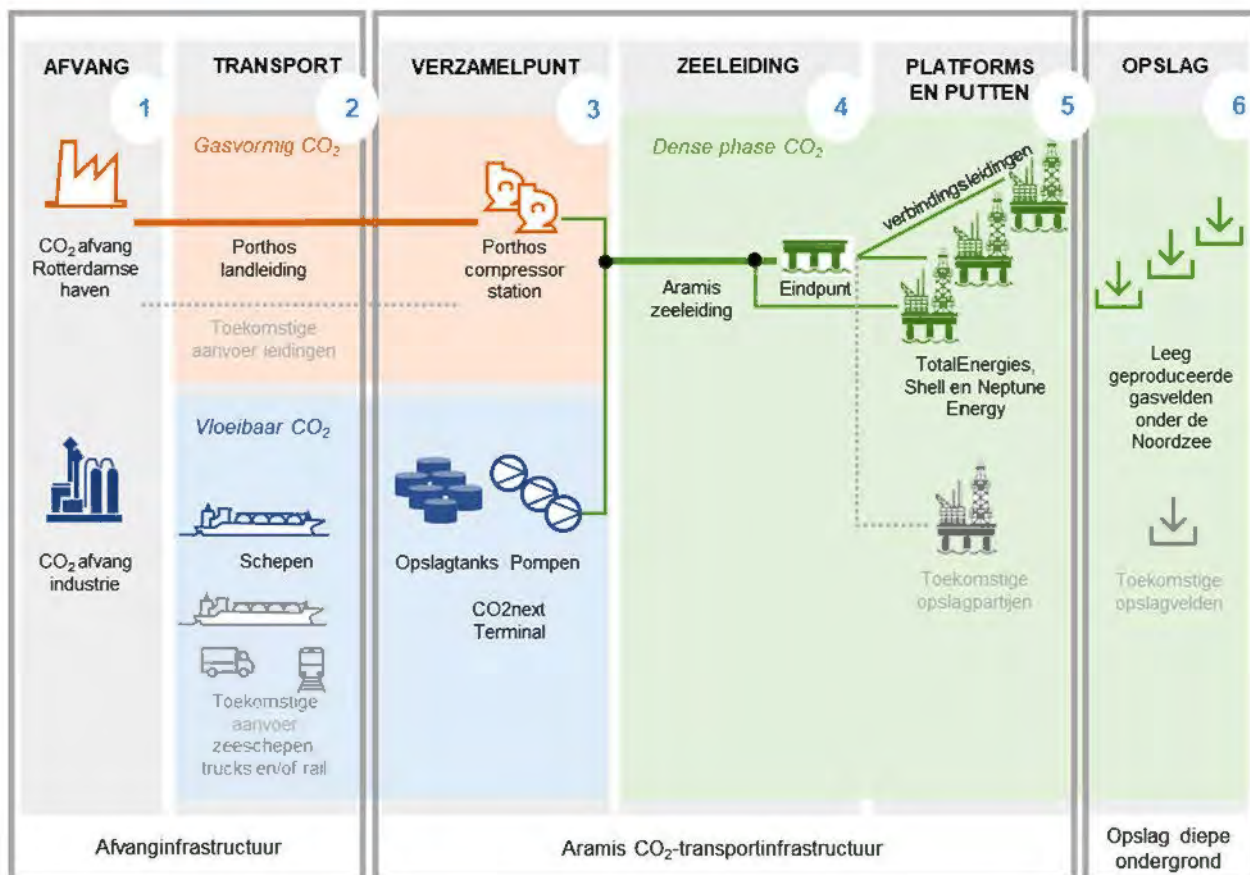 AFVANG
1
TRANSPORT
2
VERZAMELPUNT
3
ZEELEIDING
4
PLATFORMS
EN PUTTEN
5
OPSLAG
6
Gasvormig CO₂
Dense phase CO₂
verbindingsleidingen
CO₂ afvang
Rotterdamse
haven
Porthos
landleiding
Porthos
compressor
station
Aramis
zeeleiding
Eindpunt
Toekomstige
aanvoer leidingen
TotalEnergies,
Shell en Neptune
Energy
Leeg
geproduceerde
gasvelden
onder de
Noordzee
Vloeibaar CO₂
CO₂ afvang
industrie
Schepen
Opslagtanks
Pompen
CO2next
Terminal
Toekomstige
opslagpartijen
Toekomstige
opslagvelden
Toekomstige
aanvoer
zeeschepen
trucks en/of rail
Afvanginfrastructuur
Aramis CO₂-transportinfrastructuur
Opslag diepe
ondergrond